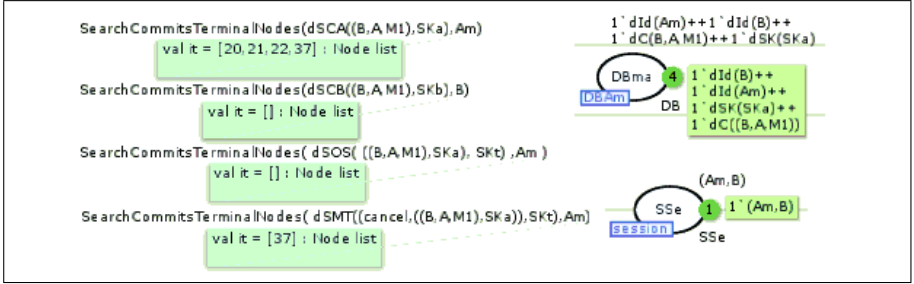 SearchCommitsTerminalNodes(dSCA((B,A,M1),SKa),Am)
val it = [20,21,22,37] : Node list
SearchCommitsTerminalNodes(dSCB((B,A,M1),SKb),B)
val it = [] : Node list
SearchCommitsTerminalNodes( dSOS( ((B,A,M1),SKa), SKt) ,Am )
val it = [] : Node list
SearchCommitsTerminalNodes( dSMT((cancel,((B,A,M1),SKa)),SKt),Am)
val it = [37] : Node list
1`dId(Am)++1`dId(B)++
1`dC(B,A,M1)++1`dSK(SKa)
DBma
4
1`dId(B)++
1`dId(Am)++
1`dSK(SKa)++
1`dC((B,A,M1))
DBAm
DB
(Am,B)
SSe
1
1`(Am,B)
session
SSe